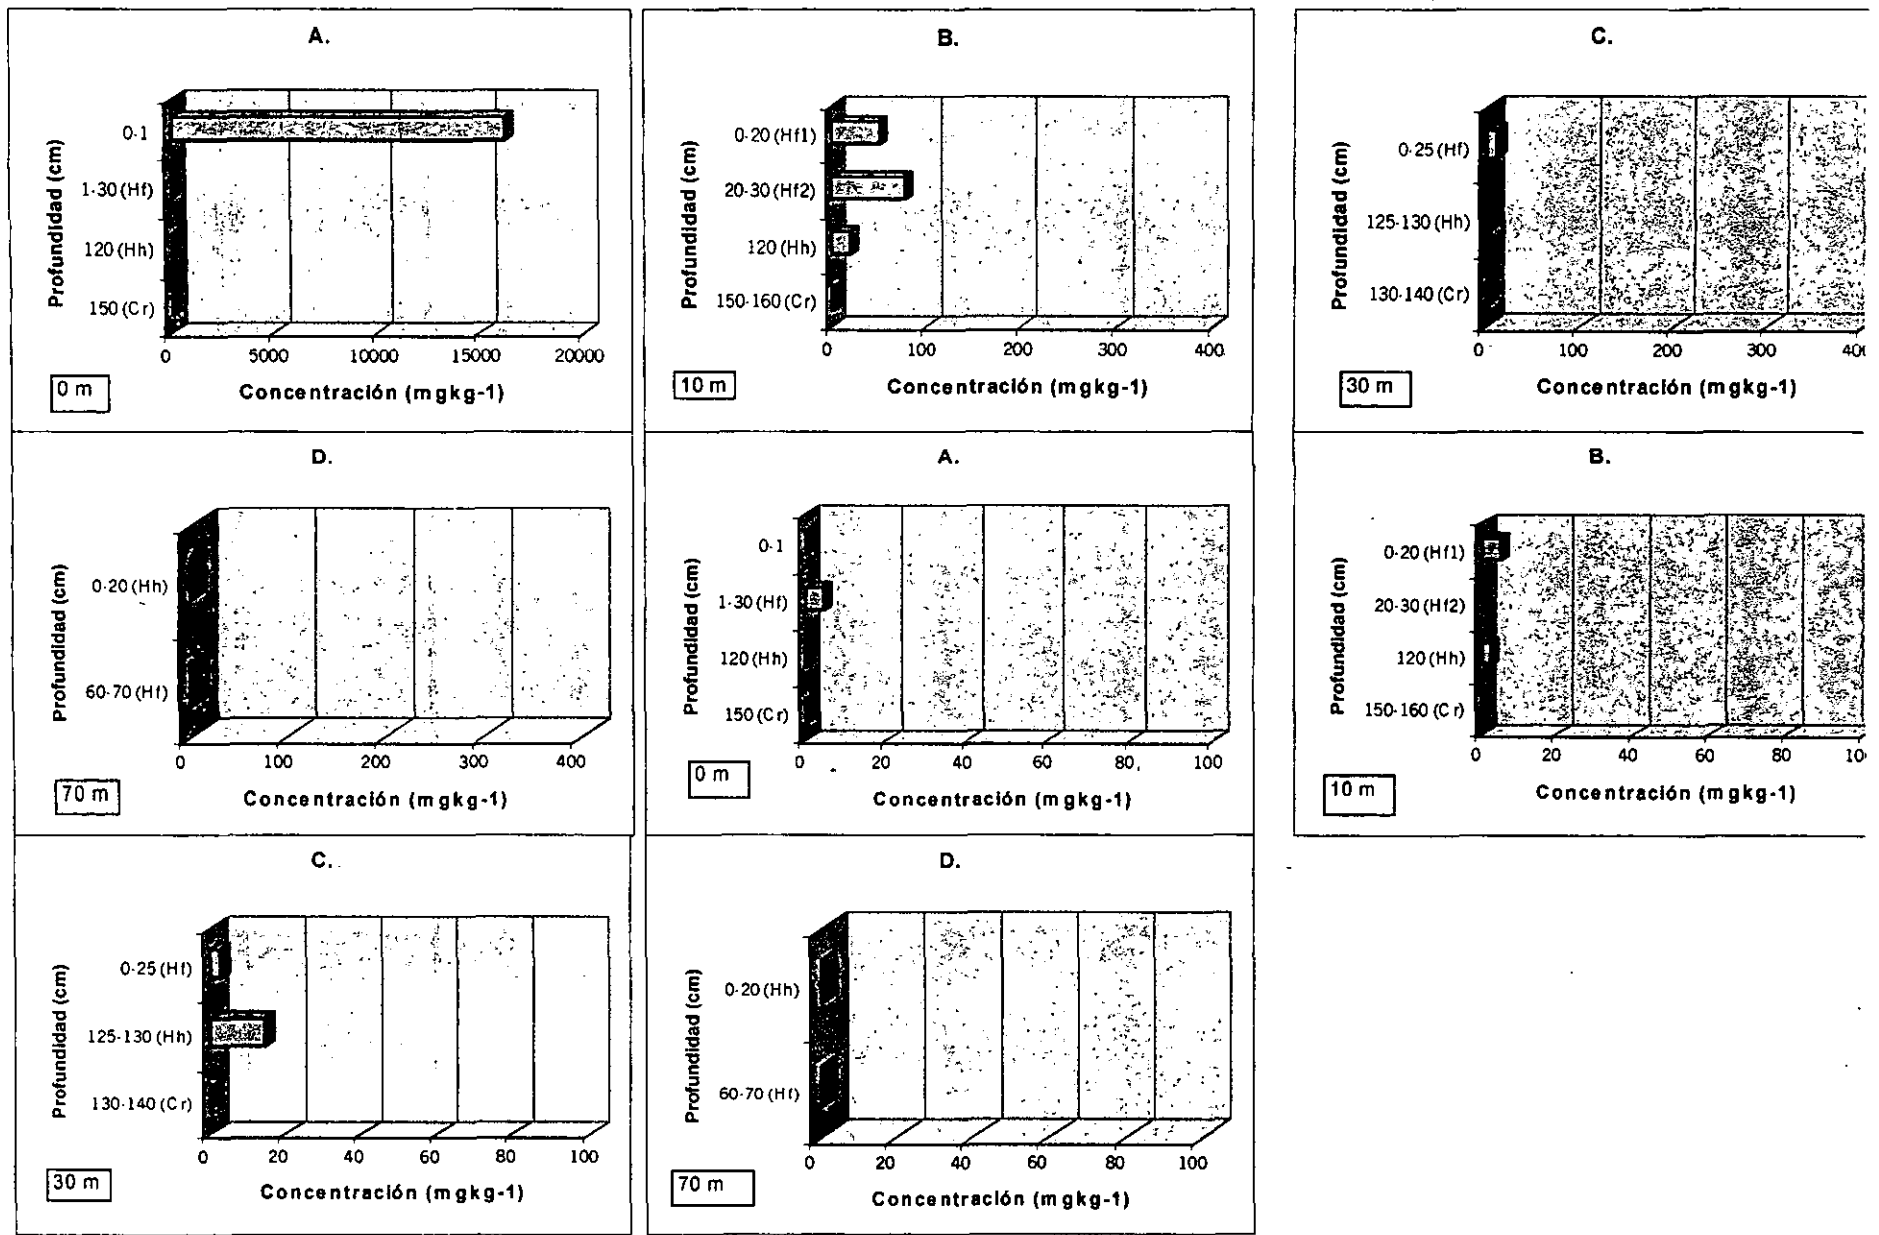 A.
Profundidad (cm)
0-1
1-30 (Hf)
120 (Hh)
150 (Cr)
0 5000 10000 15000 20000
Concentración (mgkg-1)
0 m
B.
Profundidad (cm)
0-20 (Hf1)
20-30 (Hf2)
120 (Hh)
150-160 (Cr)
0 100 200 300 400
Concentración (mgkg-1)
10 m
C.
Profundidad (cm)
0-25 (Hf)
125-130 (Hh)
130-140 (Cr)
0 100 200 300 40
Concentración (mgkg-1)
30 m
D.
Profundidad (cm)
0-20 (Hh)
60-70 (Hf)
0 100 200 300 400
Concentración (mgkg-1)
70 m
A.
Profundidad (cm)
0-1
1-30 (Hf)
120 (Hh)
150 (Cr)
0 20 40 60 80 100
Concentración (mgkg-1)
0 m
B.
Profundidad (cm)
0-20 (Hf1)
20-30 (Hf2)
120 (Hh)
150-160 (Cr)
0 20 40 60 80 10
Concentración (mgkg-1)
10 m
C.
Profundidad (cm)
0-25 (Hf)
125-130 (Hh)
130-140 (Cr)
0 20 40 60 80 100
Concentración (mgkg-1)
30 m
D.
Profundidad (cm)
0-20 (Hh)
60-70 (Hf)
0 20 40 60 80 100
Concentración (mgkg-1)
70 m